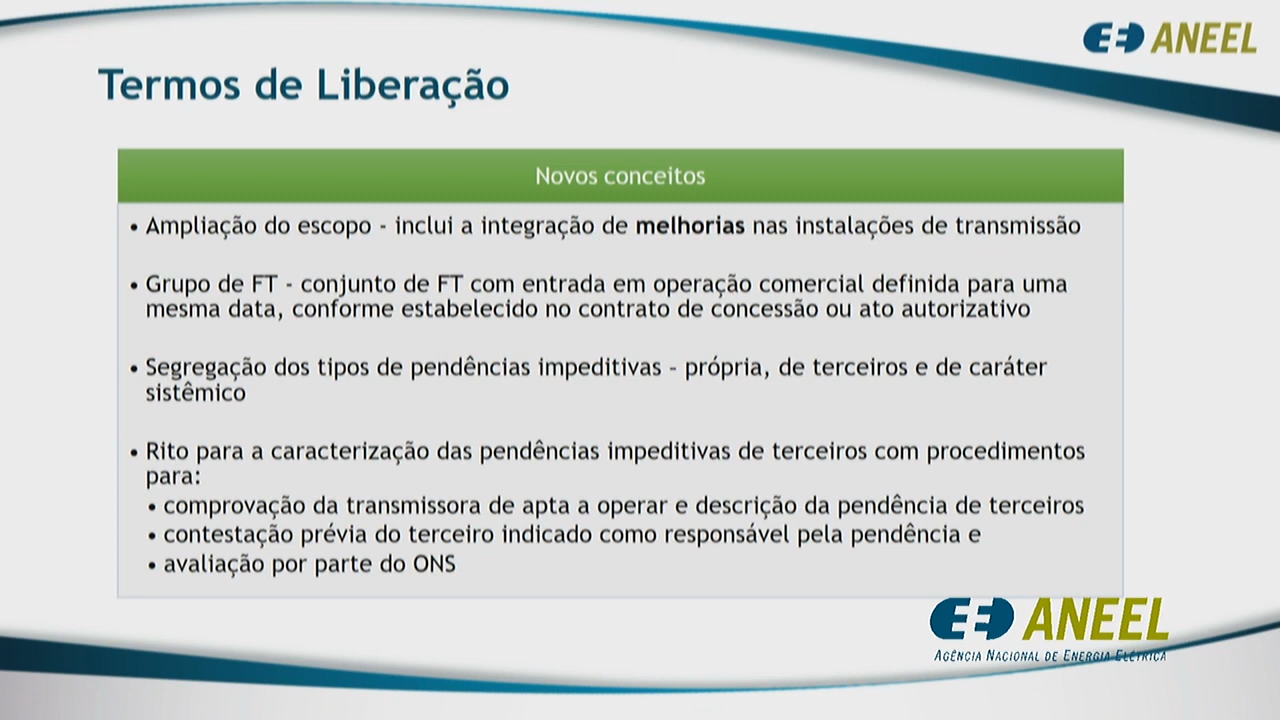 ANEEL
Termos de Liberação
Novos conceitos
• Ampliação do escopo - inclui a integração de melhorias nas instalações de transmissão
• Grupo de FT - conjunto de FT com entrada em operação comercial definida para uma
mesma data, conforme estabelecido no contrato de concessão ou ato autorizativo
• Segregação dos tipos de pendências impeditivas – própria, de terceiros e de caráter
sistêmico
• Rito para a caracterização das pendências impeditivas de terceiros com procedimentos
para:
• comprovação da transmissora de apta a operar e descrição da pendência de terceiros
• contestação prévia do terceiro indicado como responsável pela pendência e
• avaliação por parte do ONS
ANEEL
AGÊNCIA NACIONAL DE ENERGIA ELÉTRICA